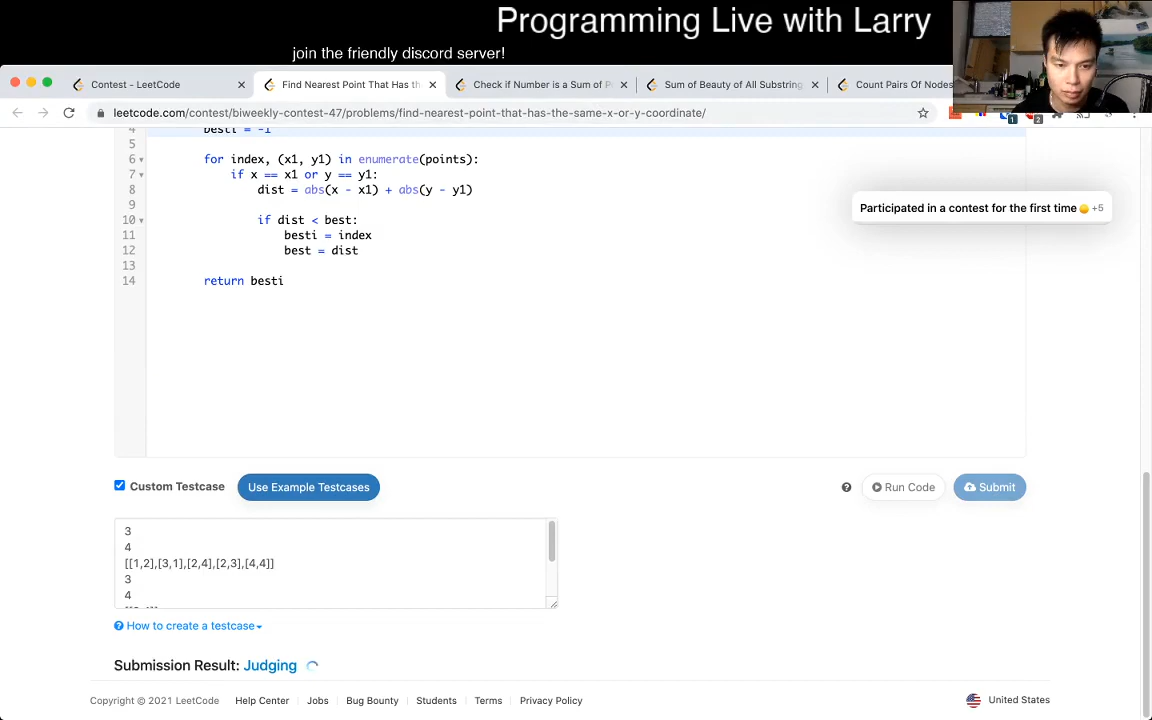 Programming Live with Larry
join the friendly discord server!
Contest - LeetCode
Find Nearest Point That Has th
Check if Number is a Sum of P
Sum of Beauty of All Substring
Count Pairs Of Nodes
leetcode.com/contest/biweekly-contest-47/problems/find-nearest-point-that-has-the-same-x-or-y-coordinate/
4 besti = -1
5
6 for index, (x1, y1) in enumerate(points):
7 if x == x1 or y == y1:
8 dist = abs(x - x1) + abs(y - y1)
9
10 if dist < best:
11 besti = index
12 best = dist
13
14 return besti
Participated in a contest for the first time +5
Custom Testcase
Use Example Testcases
Run Code
Submit
3
4
[[1,2],[3,1],[2,4],[2,3],[4,4]]
3
4
How to create a testcase
Submission Result: Judging
Copyright © 2021 LeetCode
Help Center
Jobs
Bug Bounty
Students
Terms
Privacy Policy
United States